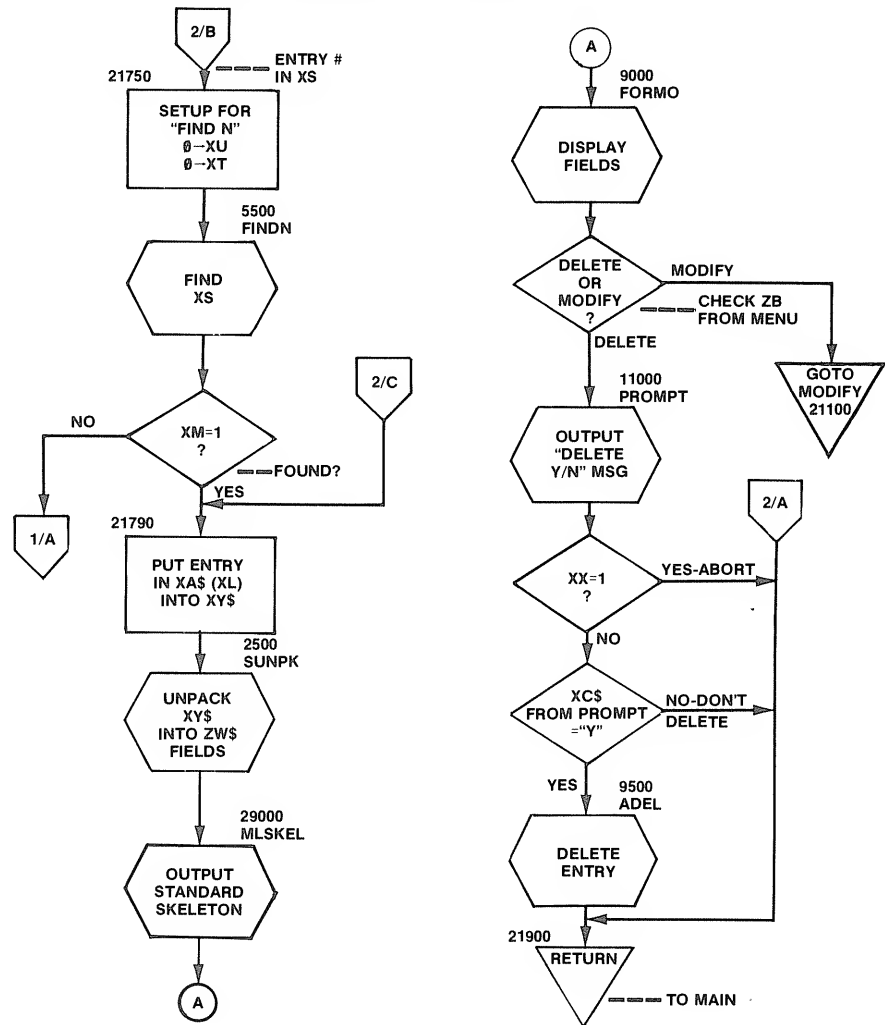 2/B
ENTRY #
IN XS
21750
SETUP FOR
"FIND N"
0→XU
0→XT
5500
FINDN
FIND
XS
2/C
NO
XM=1
?
FOUND?
YES
1/A
21790
PUT ENTRY
IN XA$ (XL)
INTO XY$
2500
SUNPK
UNPACK
XY$
INTO ZW$
FIELDS
29000
MLSKEL
OUTPUT
STANDARD
SKELETON
A
A
9000
FORMO
DISPLAY
FIELDS
DELETE
OR
MODIFY
?
MODIFY
CHECK ZB
FROM MENU
DELETE
GOTO
MODIFY
21100
11000
PROMPT
OUTPUT
"DELETE
Y/N" MSG
2/A
XX=1
?
YES-ABORT
NO
XC$
FROM PROMPT
="Y"
NO-DON'T
DELETE
YES
9500
ADEL
DELETE
ENTRY
21900
RETURN
TO MAIN